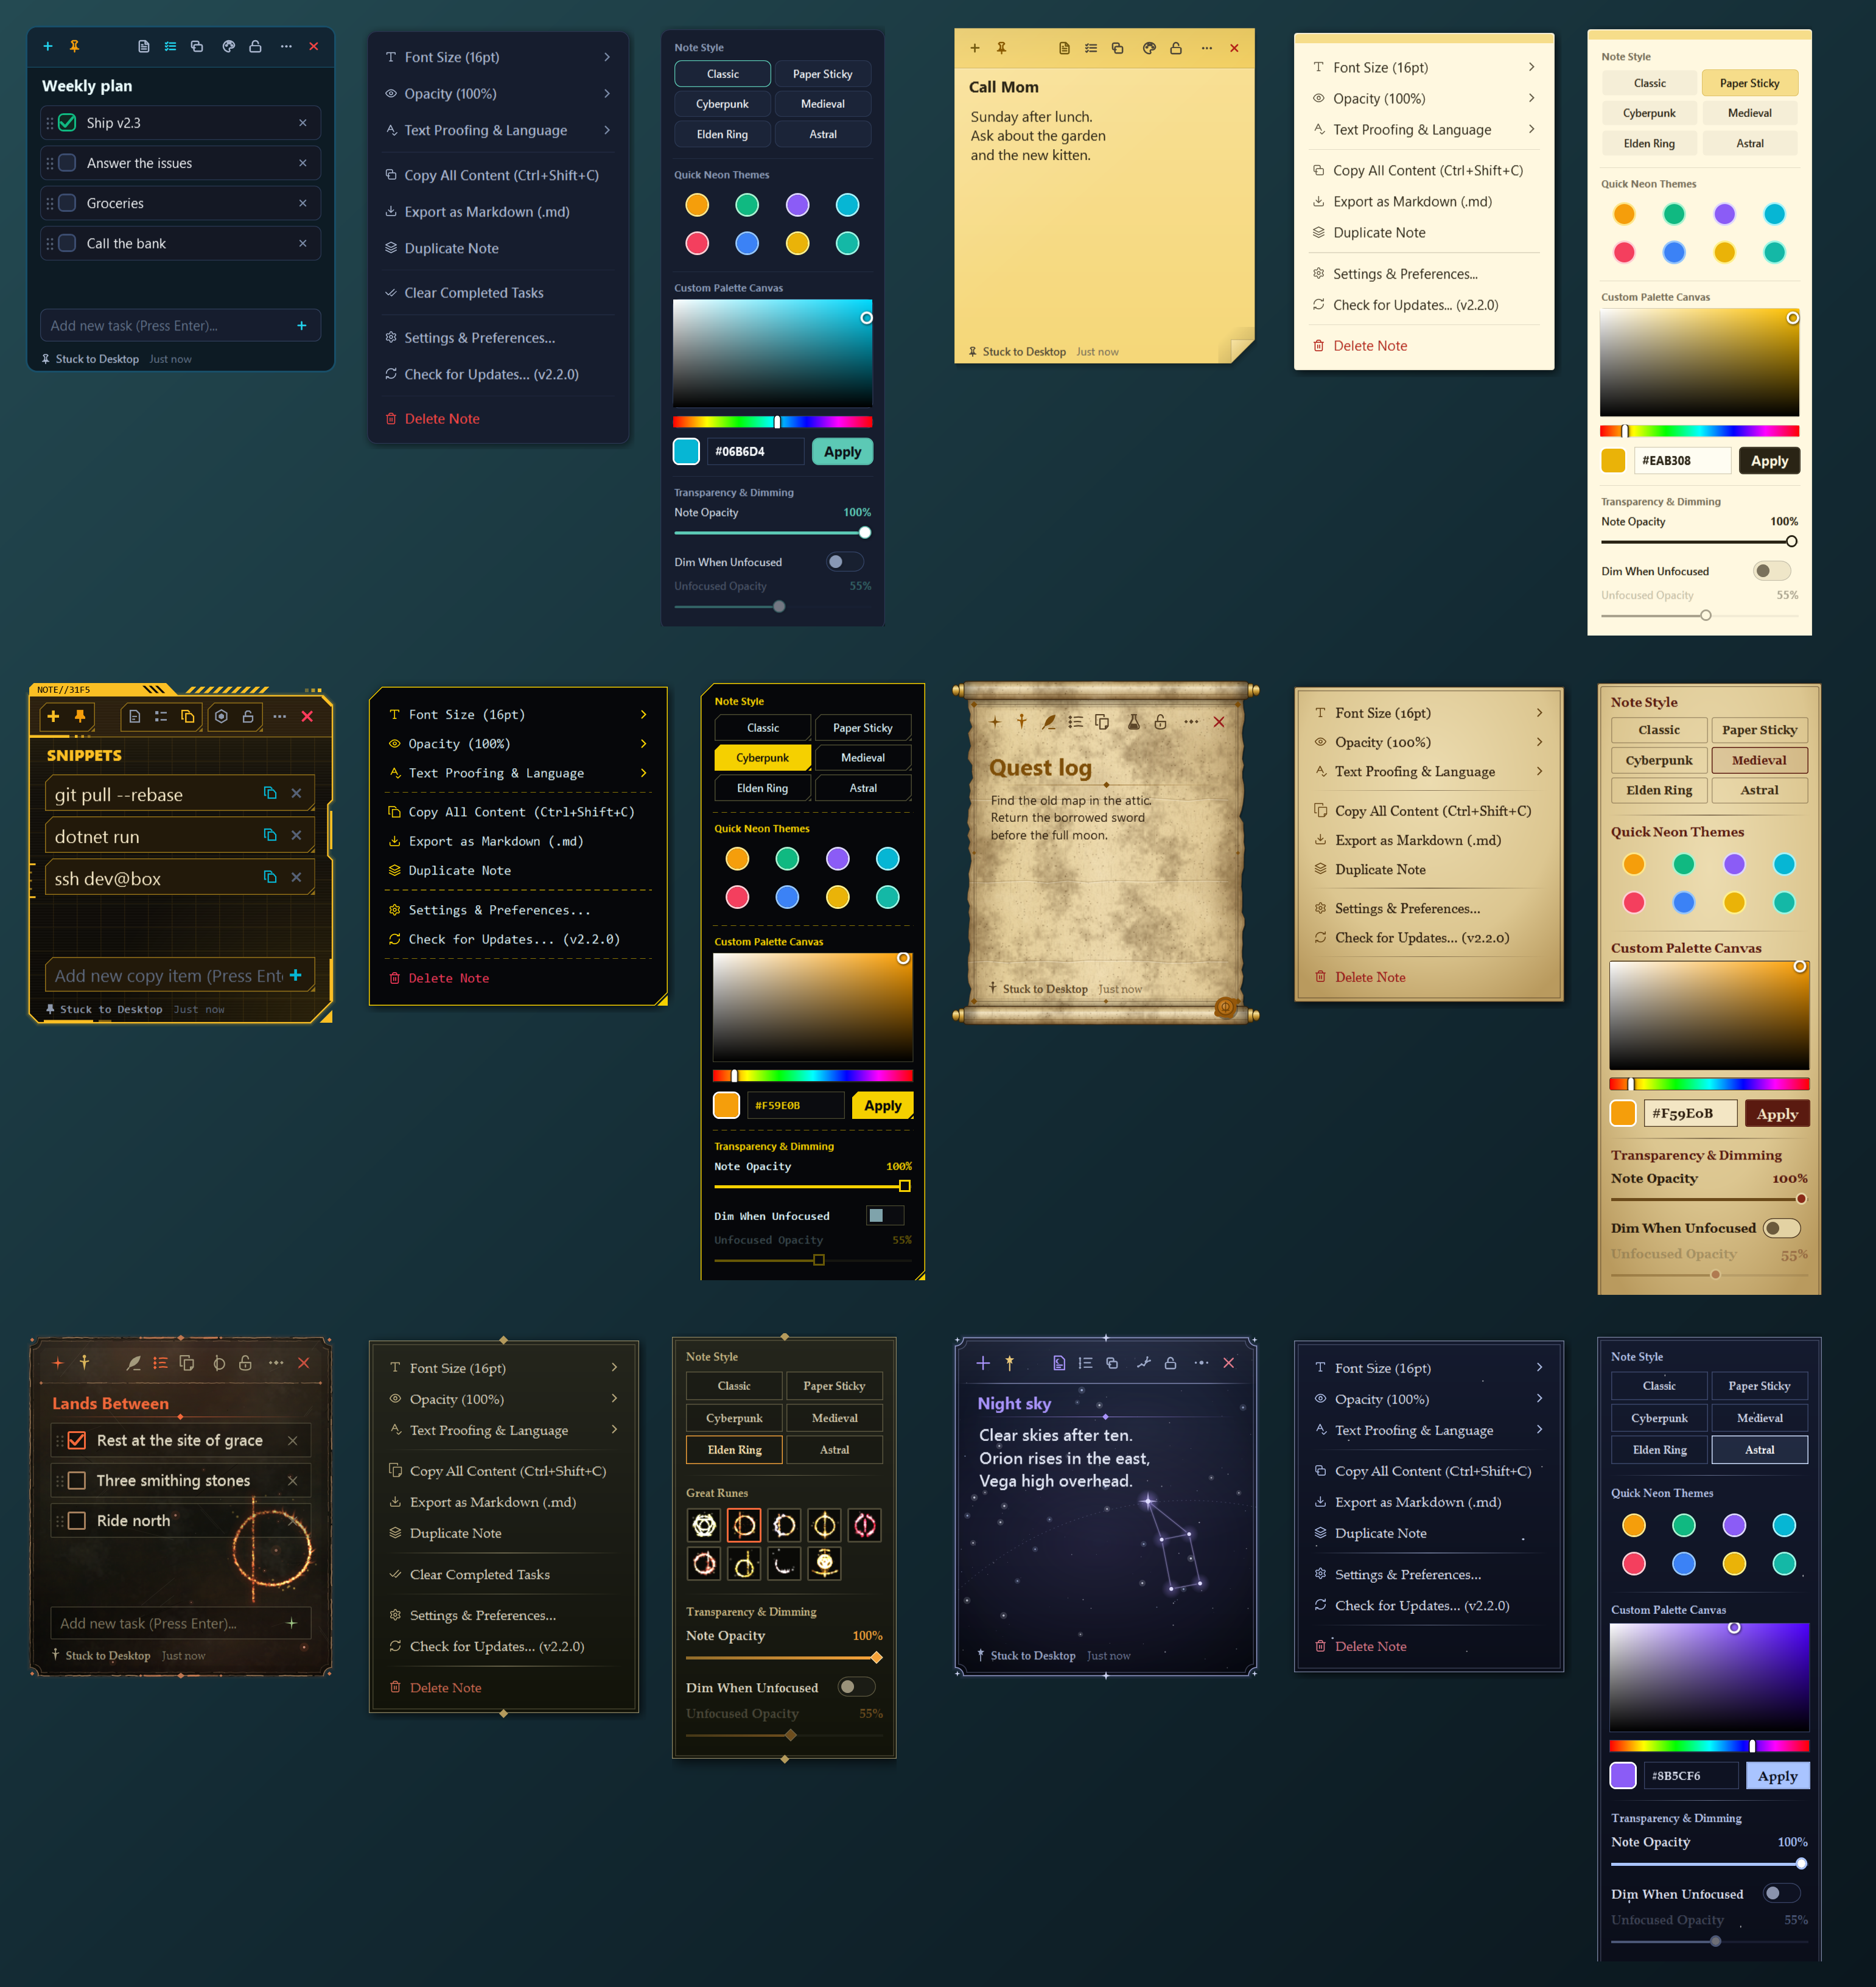 Weekly plan
Ship v2.3
Answer the issues
Groceries
Call the bank
Add new task (Press Enter)...
Stuck to Desktop Just now
Font Size (16pt)
Opacity (100%)
Text Proofing & Language
Copy All Content (Ctrl+Shift+C)
Export as Markdown (.md)
Duplicate Note
Clear Completed Tasks
Settings & Preferences...
Check for Updates... (v2.2.0)
Delete Note
Note Style
Classic Paper Sticky
Cyberpunk Medieval
Elden Ring Astral
Quick Neon Themes
Custom Palette Canvas
#06B6D4 Apply
Transparency & Dimming
Note Opacity 100%
Dim When Unfocused
Unfocused Opacity 55%
Call Mom
Sunday after lunch.
Ask about the garden
and the new kitten.
Stuck to Desktop Just now
Font Size (16pt)
Opacity (100%)
Text Proofing & Language
Copy All Content (Ctrl+Shift+C)
Export as Markdown (.md)
Duplicate Note
Settings & Preferences...
Check for Updates... (v2.2.0)
Delete Note
Note Style
Classic Paper Sticky
Cyberpunk Medieval
Elden Ring Astral
Quick Neon Themes
Custom Palette Canvas
#EAB308 Apply
Transparency & Dimming
Note Opacity 100%
Dim When Unfocused
Unfocused Opacity 55%
NOTE//31F5
SNIPPETS
git pull --rebase
dotnet run
ssh dev@box
Add new copy item (Press Ent
Stuck to Desktop Just now
Font Size (16pt)
Opacity (100%)
Text Proofing & Language
Copy All Content (Ctrl+Shift+C)
Export as Markdown (.md)
Duplicate Note
Settings & Preferences...
Check for Updates... (v2.2.0)
Delete Note
Note Style
Classic Paper Sticky
Cyberpunk Medieval
Elden Ring Astral
Quick Neon Themes
Custom Palette Canvas
#F59E0B Apply
Transparency & Dimming
Note Opacity 100%
Dim When Unfocused
Unfocused Opacity 55%
Quest log
Find the old map in the attic.
Return the borrowed sword
before the full moon.
Stuck to Desktop Just now
Font Size (16pt)
Opacity (100%)
Text Proofing & Language
Copy All Content (Ctrl+Shift+C)
Export as Markdown (.md)
Duplicate Note
Settings & Preferences...
Check for Updates... (v2.2.0)
Delete Note
Note Style
Classic Paper Sticky
Cyberpunk Medieval
Elden Ring Astral
Quick Neon Themes
Custom Palette Canvas
#F59E0B Apply
Transparency & Dimming
Note Opacity 100%
Dim When Unfocused
Unfocused Opacity 55%
Lands Between
Rest at the site of grace
Three smithing stones
Ride north
Add new task (Press Enter)...
Stuck to Desktop Just now
Font Size (16pt)
Opacity (100%)
Text Proofing & Language
Copy All Content (Ctrl+Shift+C)
Export as Markdown (.md)
Duplicate Note
Clear Completed Tasks
Settings & Preferences...
Check for Updates... (v2.2.0)
Delete Note
Note Style
Classic Paper Sticky
Cyberpunk Medieval
Elden Ring Astral
Great Runes
Transparency & Dimming
Note Opacity 100%
Dim When Unfocused
Unfocused Opacity 55%
Night sky
Clear skies after ten.
Orion rises in the east,
Vega high overhead.
Stuck to Desktop Just now
Font Size (16pt)
Opacity (100%)
Text Proofing & Language
Copy All Content (Ctrl+Shift+C)
Export as Markdown (.md)
Duplicate Note
Settings & Preferences...
Check for Updates... (v2.2.0)
Delete Note
Note Style
Classic Paper Sticky
Cyberpunk Medieval
Elden Ring Astral
Quick Neon Themes
Custom Palette Canvas
#8B5CF6 Apply
Transparency & Dimming
Note Opacity 100%
Dim When Unfocused
Unfocused Opacity 55%